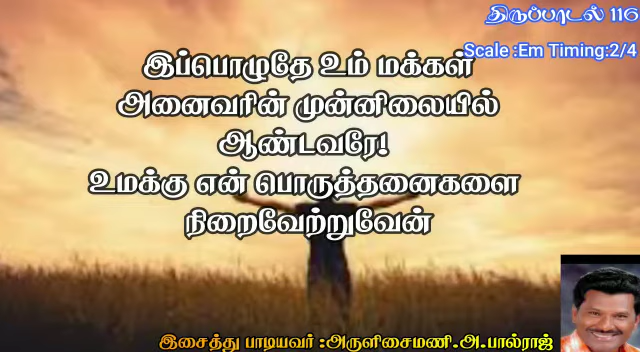 திருப்பாடல் 116
Scale :Em Timing:2/4
இப்பொழுதே உம் மக்கள்
அனைவரின் முன்னிலையில்
ஆண்டவரே!
உமக்கு என் பொருத்தனைகளை
நிறைவேற்றுவேன்
இசைத்து பாடியவர் :அருளிசைமணி.அ.பால்ராஜ்